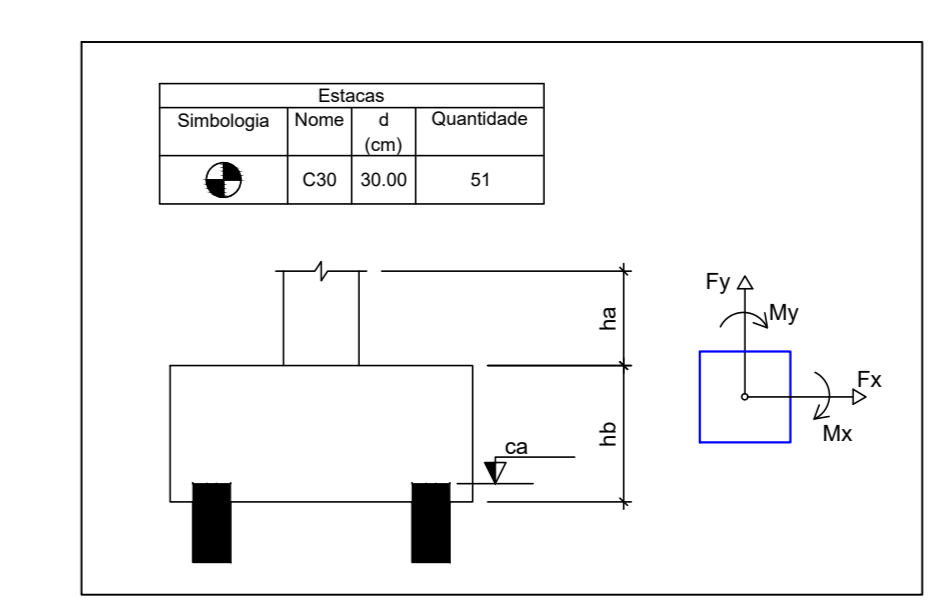 Estacas
Simbologia Nome d (cm) Quantidade
C30 30.00 51
ha
hb
ca
Fy
My
Fx
Mx